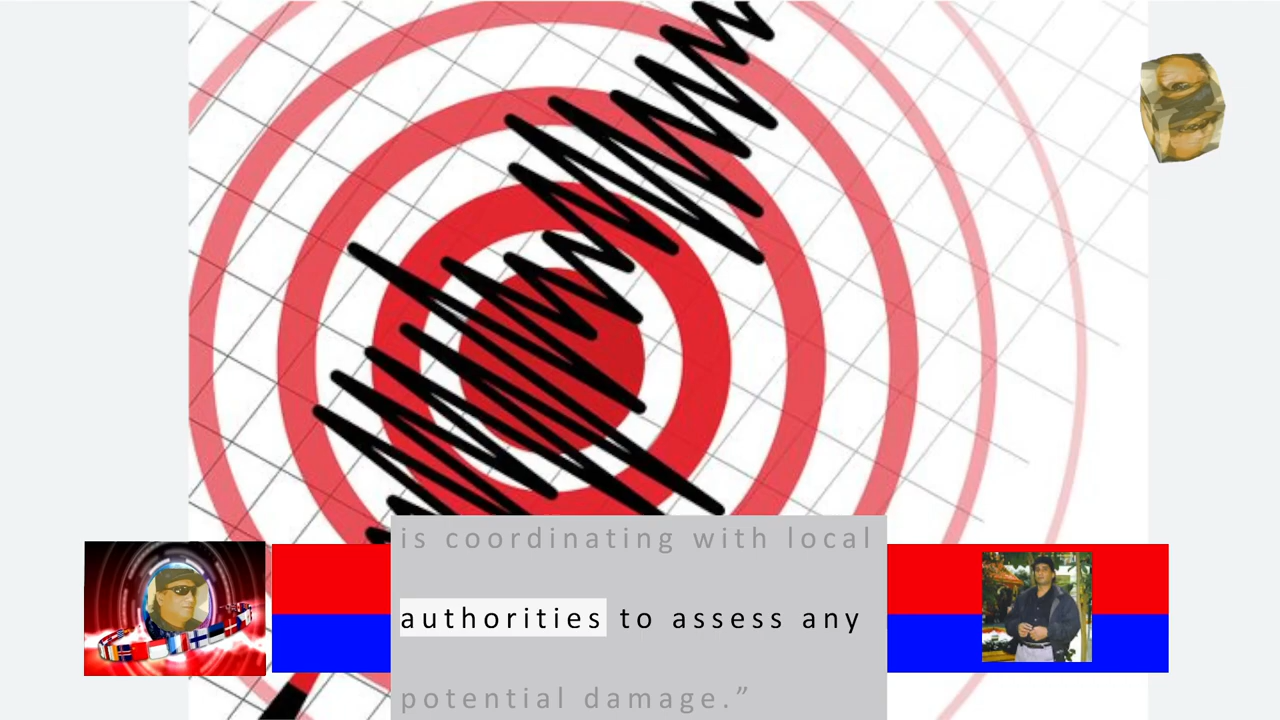 is coordinating with local
authorities to assess any
potential damage.”